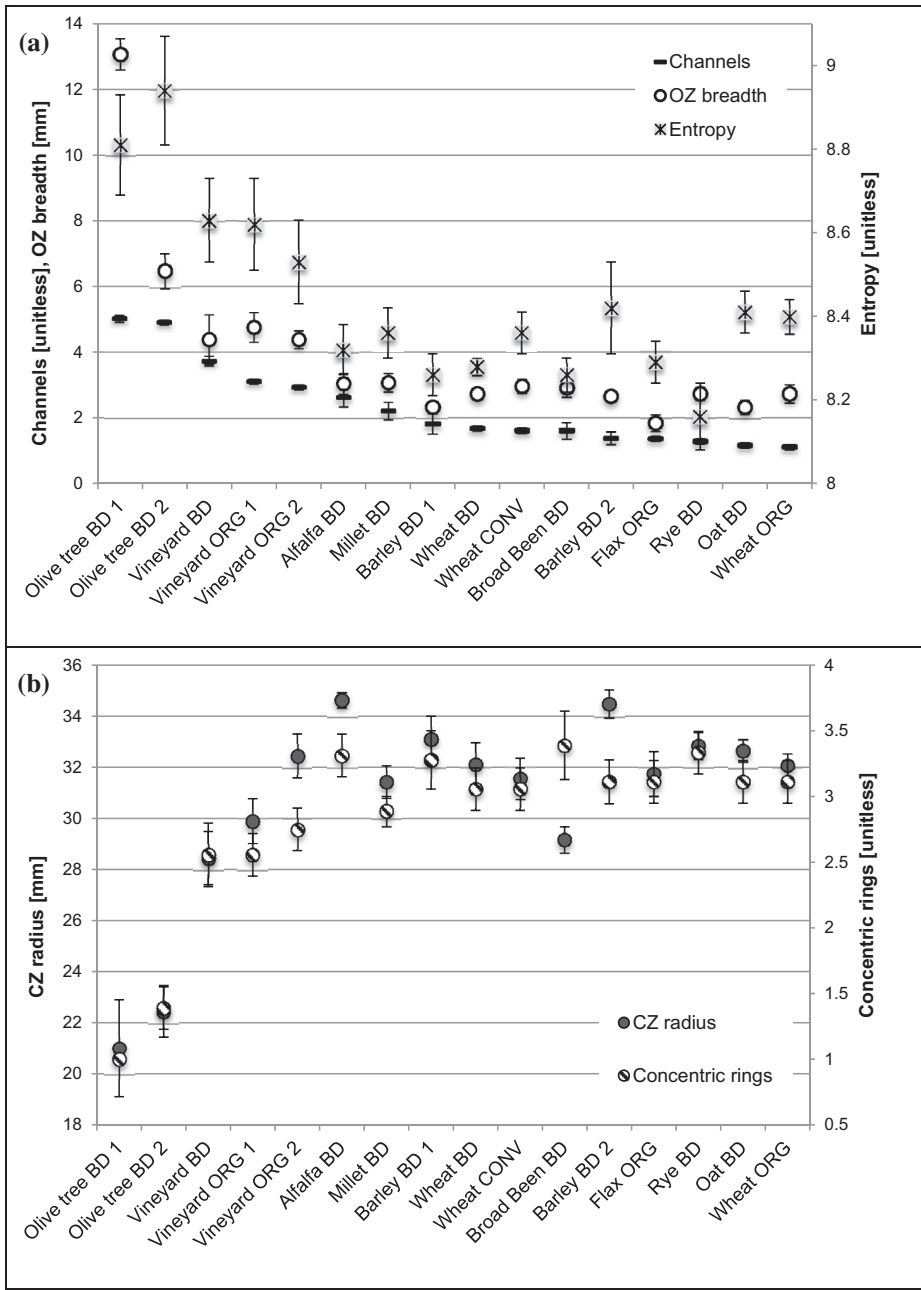 (a)
14
12
10
8
6
4
2
0
Channels [unitless], OZ breadth [mm]
9
8.8
8.6
8.4
8.2
8
Entropy [unitless]
Channels
OZ breadth
Entropy
Olive tree BD 1
Olive tree BD 2
Vineyard BD
Vineyard ORG 1
Vineyard ORG 2
Alfalfa BD
Millet BD
Barley BD 1
Wheat BD
Wheat CONV
Broad Been BD
Barley BD 2
Flax ORG
Rye BD
Oat BD
Wheat ORG
(b)
36
34
32
30
28
26
24
22
20
18
CZ radius [mm]
4
3.5
3
2.5
2
1.5
1
0.5
Concentric rings [unitless]
CZ radius
Concentric rings
Olive tree BD 1
Olive tree BD 2
Vineyard BD
Vineyard ORG 1
Vineyard ORG 2
Alfalfa BD
Millet BD
Barley BD 1
Wheat BD
Wheat CONV
Broad Been BD
Barley BD 2
Flax ORG
Rye BD
Oat BD
Wheat ORG